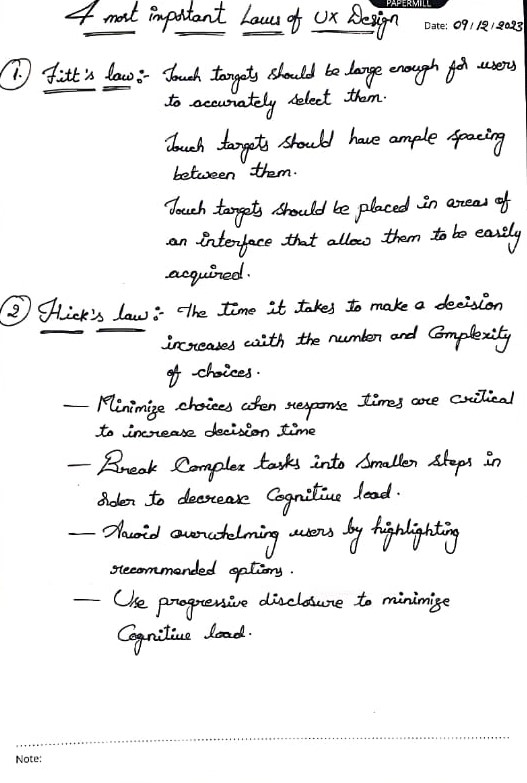 PAPERMILL
4 most important Laws of UX Design
Date: 09/12/2023
1. Fitt's law:- Touch targets should be large enough for users
to accurately select them.
Touch targets should have ample spacing
between them.
Touch targets should be placed in areas of
an interface that allow them to be easily
acquired.
2 Hick's law:- The time it takes to make a decision
increases with the number and Complexity
of choices.
— Minimize choices when response times are critical
to increase decision time
— Break Complex tasks into smaller steps in
order to decrease Cognitive load.
— Avoid overwhelming users by highlighting
recommended options.
— Use progressive disclosure to minimize
Cognitive load.
Note: